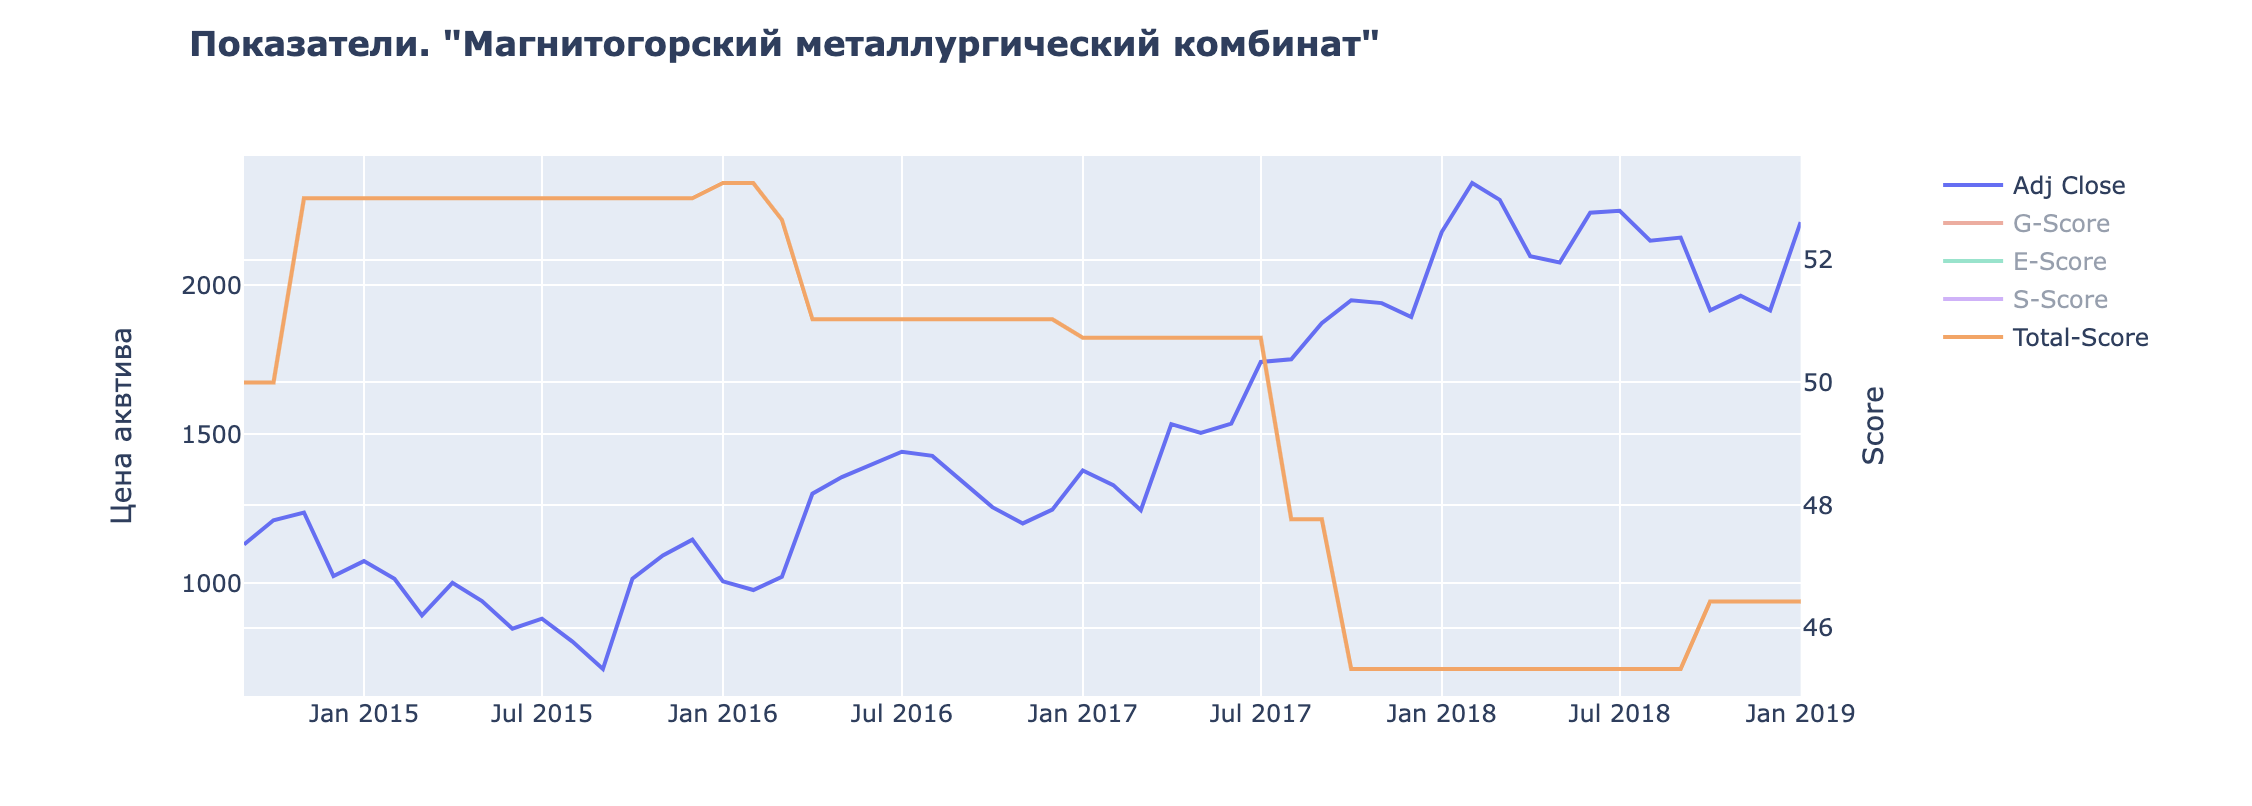 Показатели. "Магнитогорский металлургический комбинат"
Adj Close
G-Score
E-Score
S-Score
Total-Score
2000
1500
1000
Цена аквтива
52
50
48
46
Score
Jan 2015
Jul 2015
Jan 2016
Jul 2016
Jan 2017
Jul 2017
Jan 2018
Jul 2018
Jan 2019